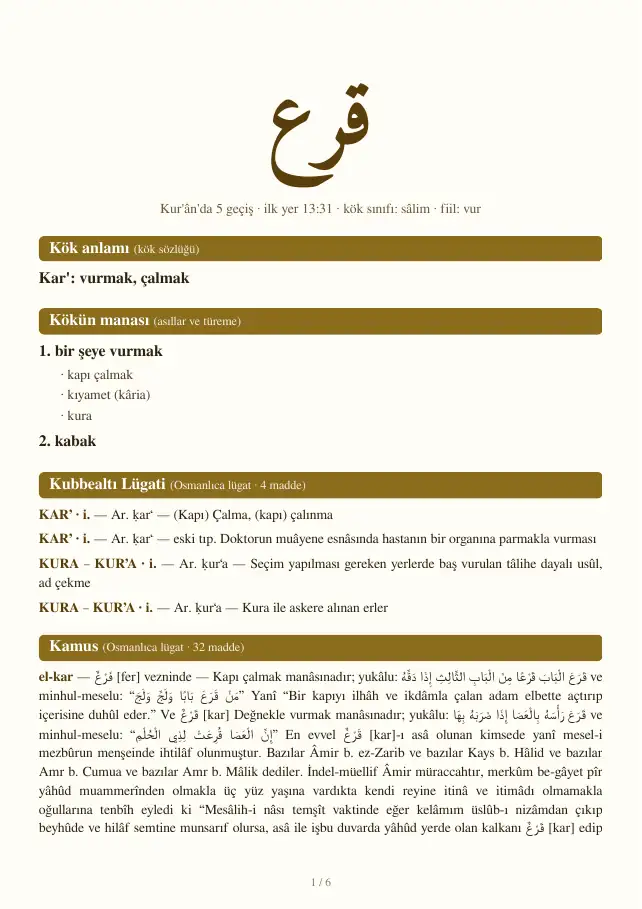 قرع
Kur'ân'da 5 geçiş · ilk yer 13:31 · kök sınıfı: sâlim · fiil: vur
Kök anlamı (kök sözlüğü)
Kar': vurmak, çalmak
Kökün manası (asıllar ve türeme)
1. bir şeye vurmak
· kapı çalmak
· kıyamet (kâria)
· kura
2. kabak
Kubbealtı Lügati (Osmanlıca lügat · 4 madde)
KAR’ · i. — Ar. ḳar‘ — (Kapı) Çalma, (kapı) çalınma
KAR’ · i. — Ar. ḳar‘ — eski tıp. Doktorun muâyene esnâsında hastanın bir organına parmakla vurması
KURA – KUR’A · i. — Ar. ḳur‘a — Seçim yapılması gereken yerlerde baş vurulan tâlihe dayalı usûl,
ad çekme
KURA – KUR’A · i. — Ar. ḳur‘a — Kura ile askere alınan erler
Kamus (Osmanlıca lügat · 32 madde)
el-kar — فَرْغٌ [fer] vezninde — Kapı çalmak manâsınadır; yukâlu: قَرَعَ الْبَابَ قَرْعًا مِنَ الْبَابِ الثَّالِثِ إِذَا دَقَّهُ ve
minhul-meselu: “مَنْ قَرَعَ بَابًا وَلَجَّ وَلَجَ” Yanî “Bir kapıyı ilhâh ve ikdâmla çalan adam elbette açtırıp
içerisine duhûl eder.” Ve قَرْعٌ [kar] Değnekle vurmak manâsınadır; yukâlu: قَرَعَ رَأْسَهُ بِالْعَصَا إِذَا ضَرَبَهُ بِهَا ve
minhul-meselu: “إِنَّ الْعَصَا قُرِعَتْ لِذِي الْحُلُمِ” En evvel قَرْعٌ [kar]-ı asâ olunan kimsede yanî mesel-i
mezbûrun menşeinde ihtilâf olunmuştur. Bazılar Âmir b. ez-Zarib ve bazılar Kays b. Hâlid ve bazılar
Amr b. Cumua ve bazılar Amr b. Mâlik dediler. İndel-müellif Âmir müraccahtır, merkûm be-gâyet pîr
yâhûd muammerînden olmakla üç yüz yaşına vardıkta kendi reyine itinâ ve itimâdı olmamakla
oğullarına tenbîh eyledi ki “Mesâlih-i nâsı temşît vaktinde eğer kelâmım üslûb-ı nizâmdan çıkıp
beyhûde ve hilâf semtine munsarıf olursa, asâ ile işbu duvarda yâhûd yerde olan kalkanı قَرْعٌ [kar] edip
1 / 6